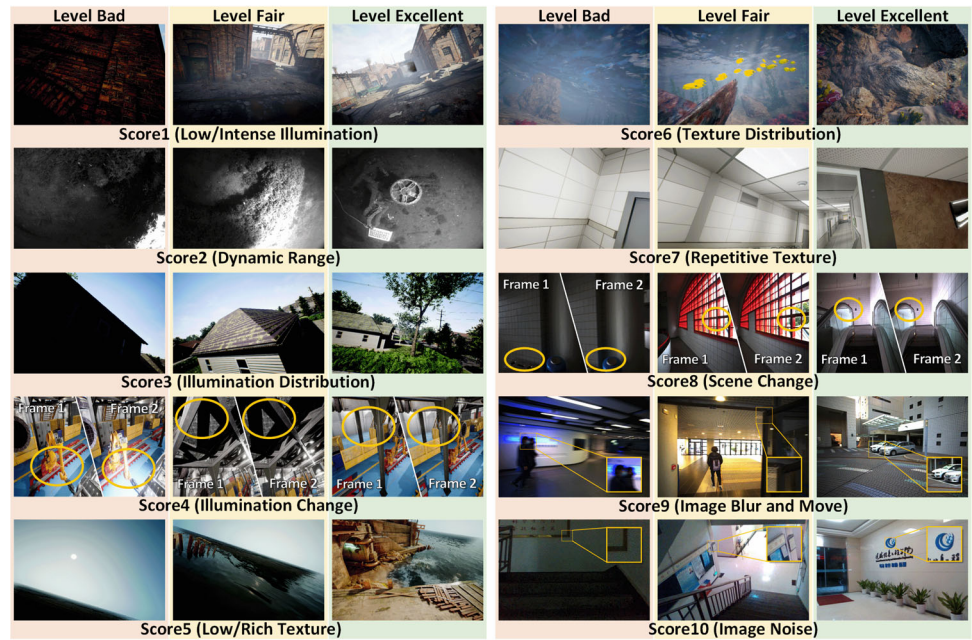 Level Bad Level Fair Level Excellent
Score1 (Low/Intense Illumination)
Score2 (Dynamic Range)
Score3 (Illumination Distribution)
Frame 1 Frame 2 Frame 1 Frame 2 Frame 1 Frame 2
Score4 (Illumination Change)
Score5 (Low/Rich Texture)
Level Bad Level Fair Level Excellent
Score6 (Texture Distribution)
Score7 (Repetitive Texture)
Frame 1 Frame 2 Frame 1 Frame 2 Frame 1 Frame 2
Score8 (Scene Change)
Score9 (Image Blur and Move)
Score10 (Image Noise)